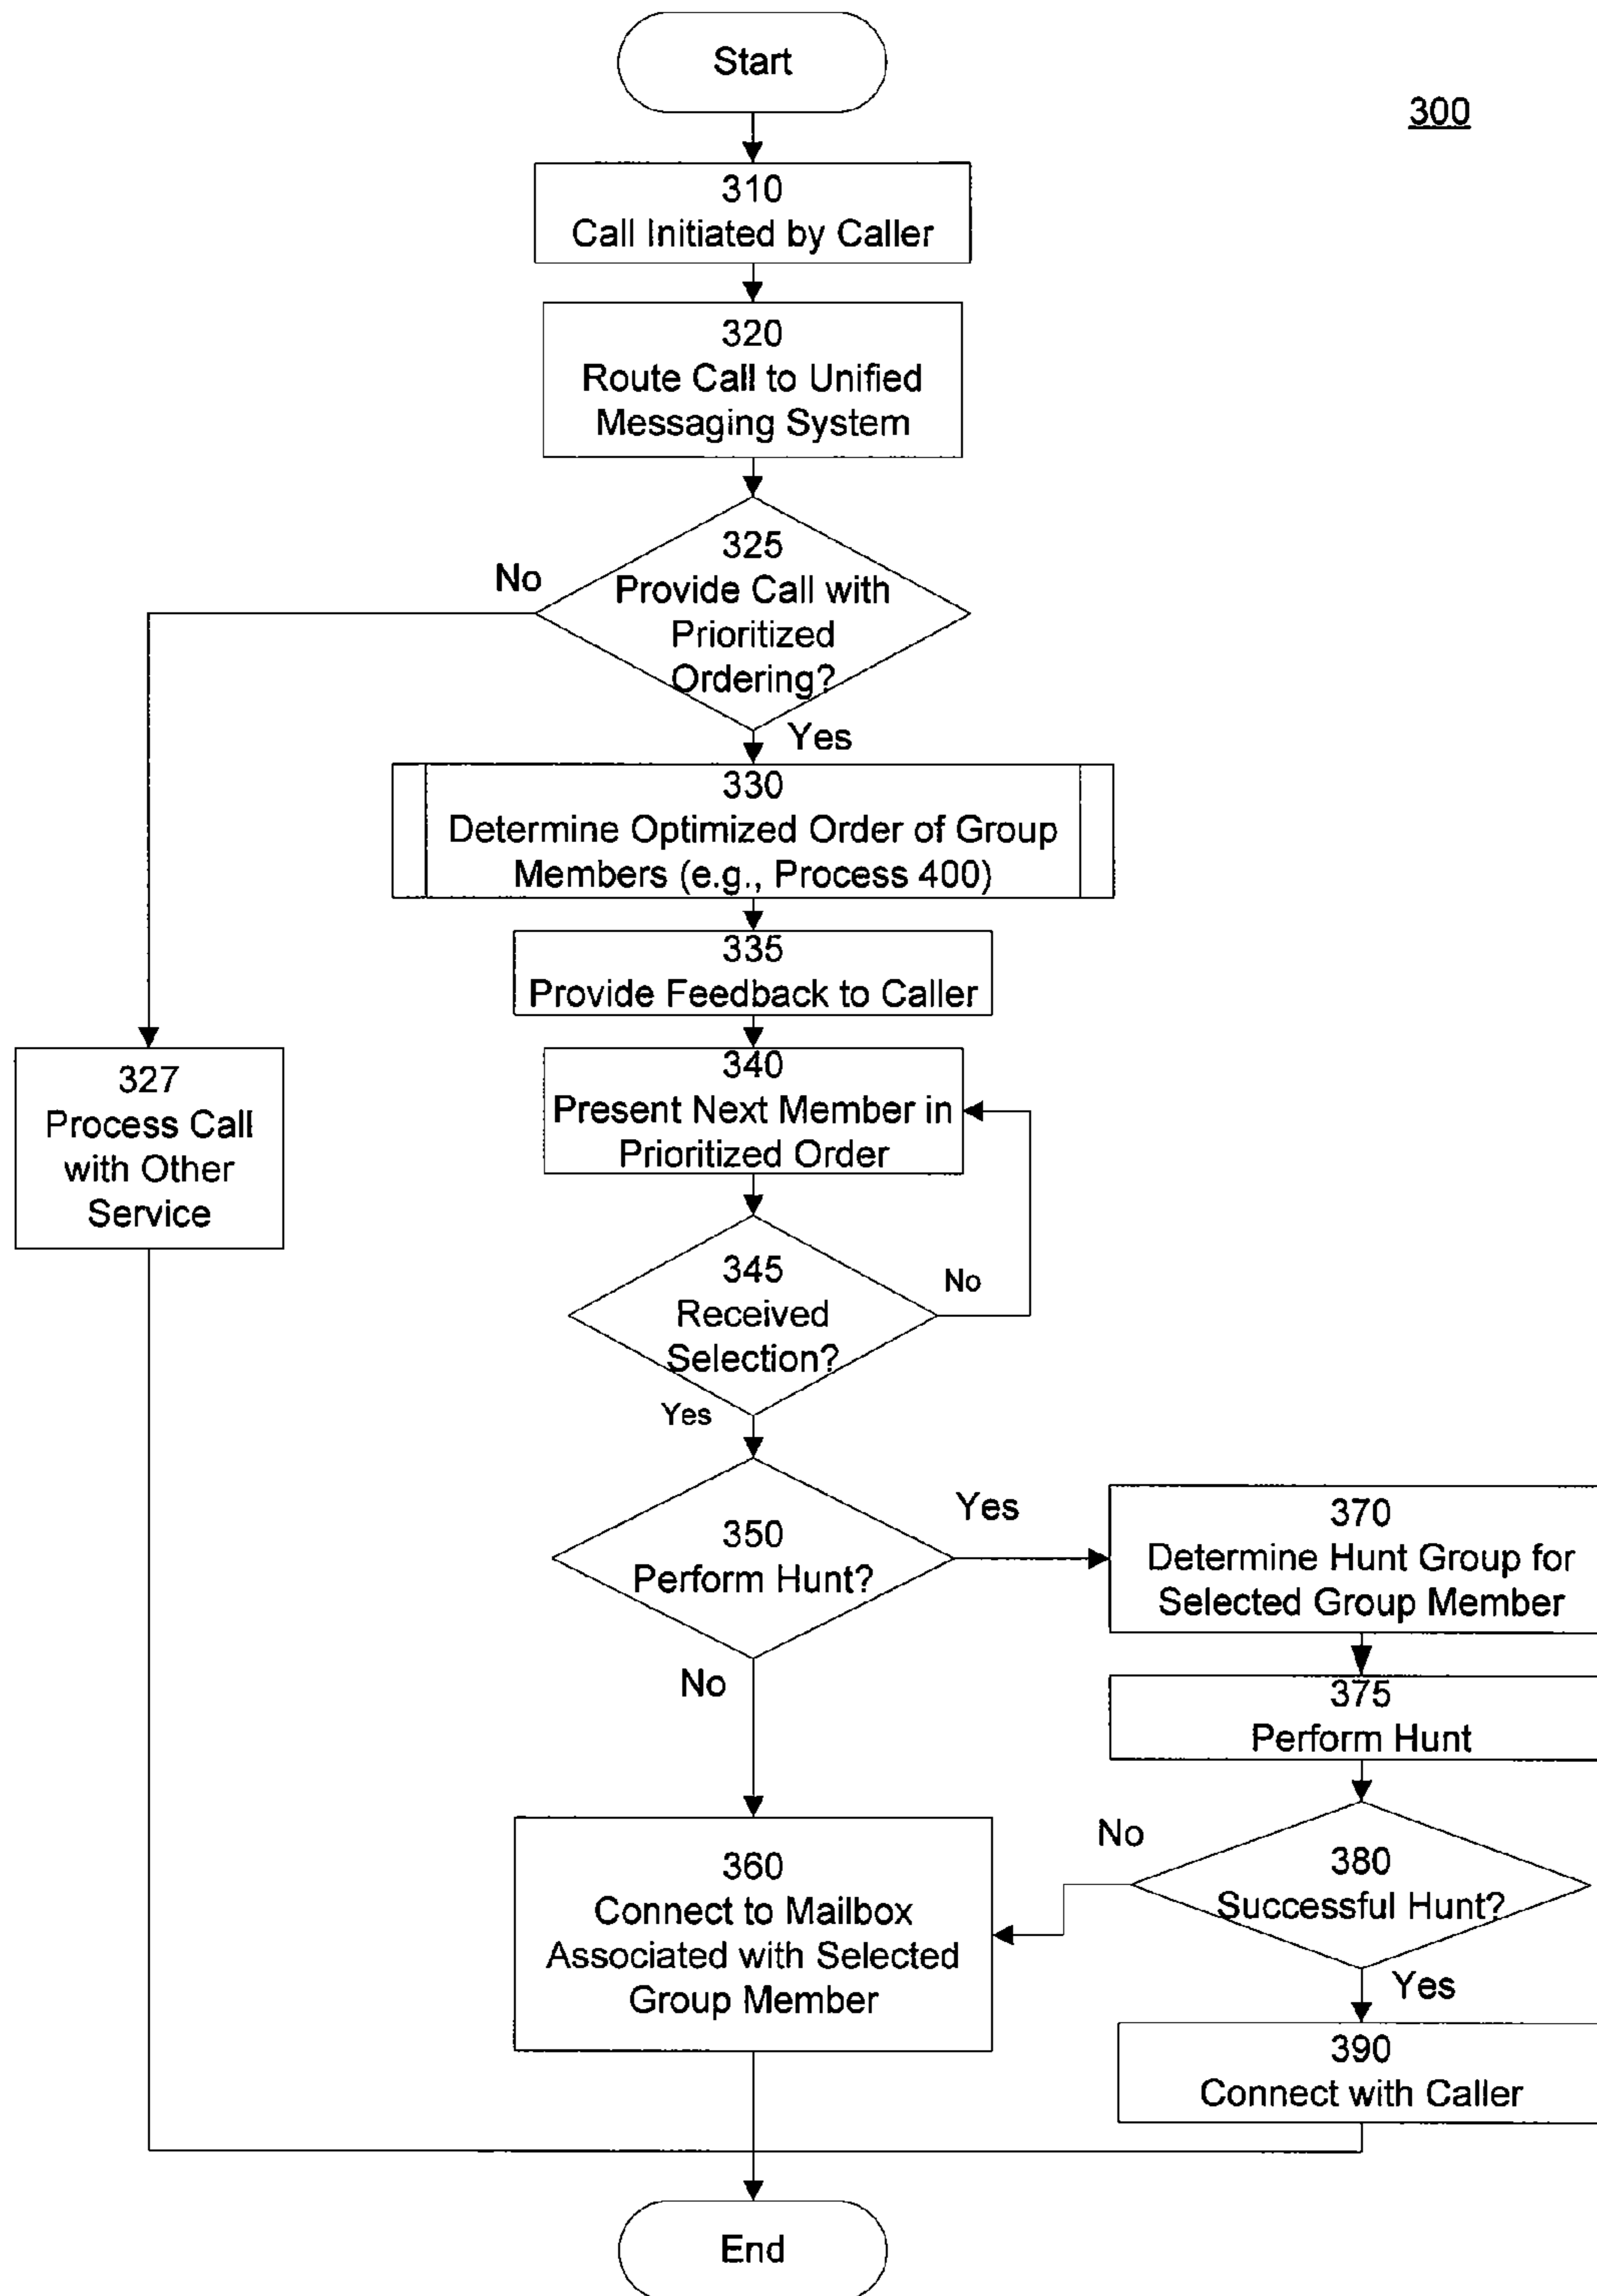 Start
300
310
Call Initiated by Caller
320
Route Call to Unified
Messaging System
325
Provide Call with
Prioritized
Ordering?
No
Yes
330
Determine Optimized Order of Group
Members (e.g., Process 400)
335
Provide Feedback to Caller
340
Present Next Member in
Prioritized Order
327
Process Call
with Other
Service
345
Received
Selection?
No
Yes
350
Perform Hunt?
Yes
No
370
Determine Hunt Group for
Selected Group Member
375
Perform Hunt
380
Successful Hunt?
No
Yes
360
Connect to Mailbox
Associated with Selected
Group Member
390
Connect with Caller
End